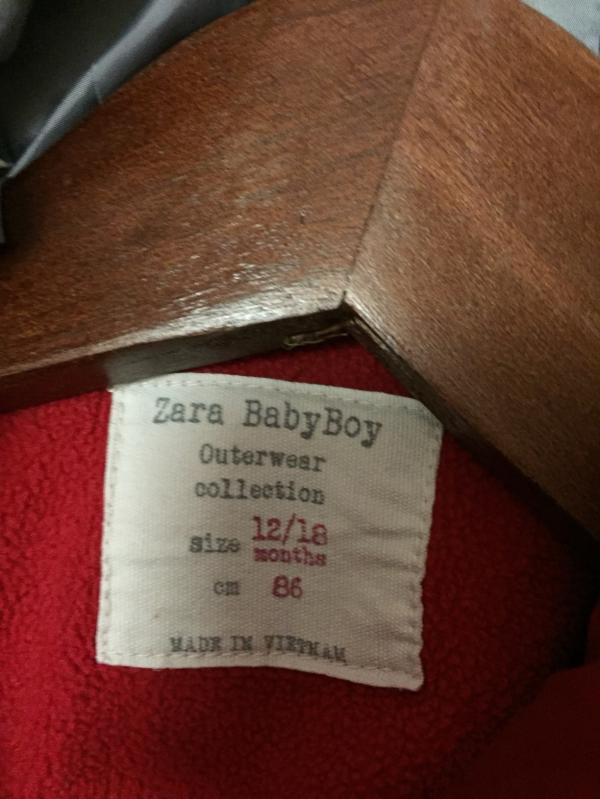 Zara BabyBoy
Outerwear
collection
size 12/18
months
cm 86
MADE IN VIETNAM